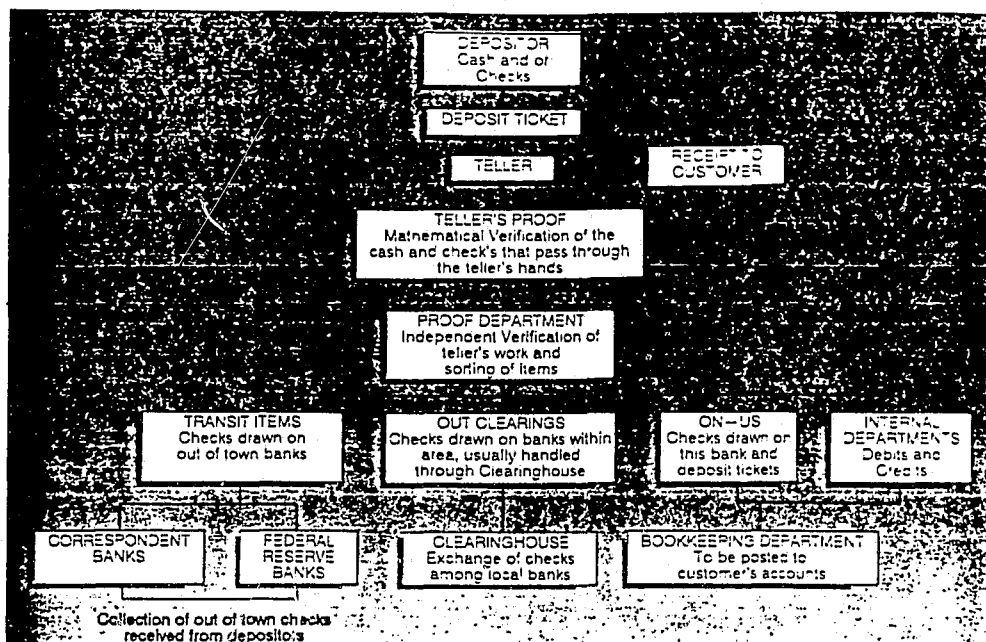 DEPOSITOR
Cash and or
Checks
DEPOSIT TICKET
TELLER
RECEIPT TO
CUSTOMER
TELLER'S PROOF
Mathematical Verification of the
cash and check's that pass through
the teller's hands
PROOF DEPARTMENT
Independent Verification of
teller's work and
sorting of items
TRANSIT ITEMS
Checks drawn on
out of town banks
OUT CLEARINGS
Checks drawn on banks within
area, usually handled
through Clearinghouse
ON-US
Checks drawn on
this bank and
deposit tickets
INTERNAL
DEPARTMENTS
Debits and
Credits
CORRESPONDENT
BANKS
FEDERAL
RESERVE
BANKS
CLEARINGHOUSE
Exchange of checks
among local banks
BOOKKEEPING DEPARTMENT
To be posted to
customer's accounts
Collection of out of town checks
received from depositors